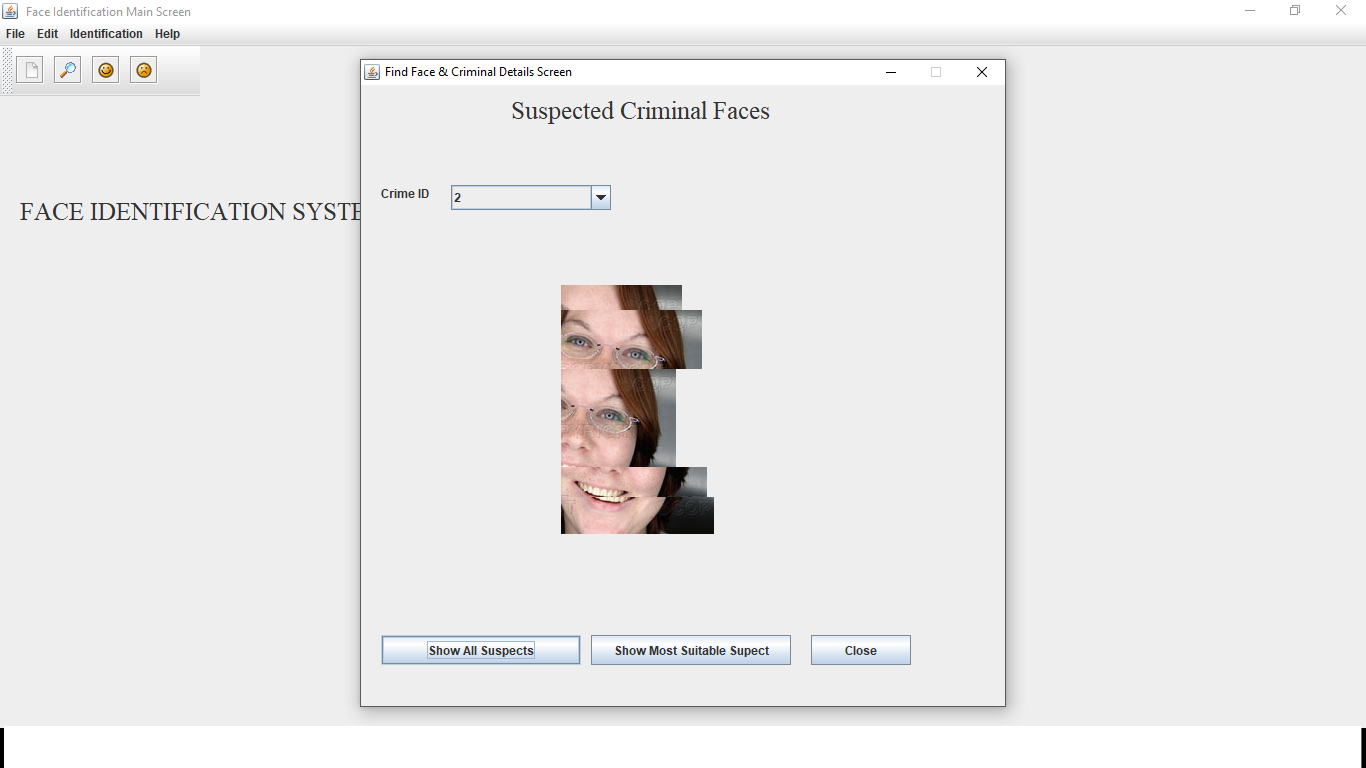 Face Identification Main Screen
File Edit Identification Help
Find Face & Criminal Details Screen
Suspected Criminal Faces
Crime ID 2
FACE IDENTIFICATION SYSTE
Show All Suspects Show Most Suitable Supect Close